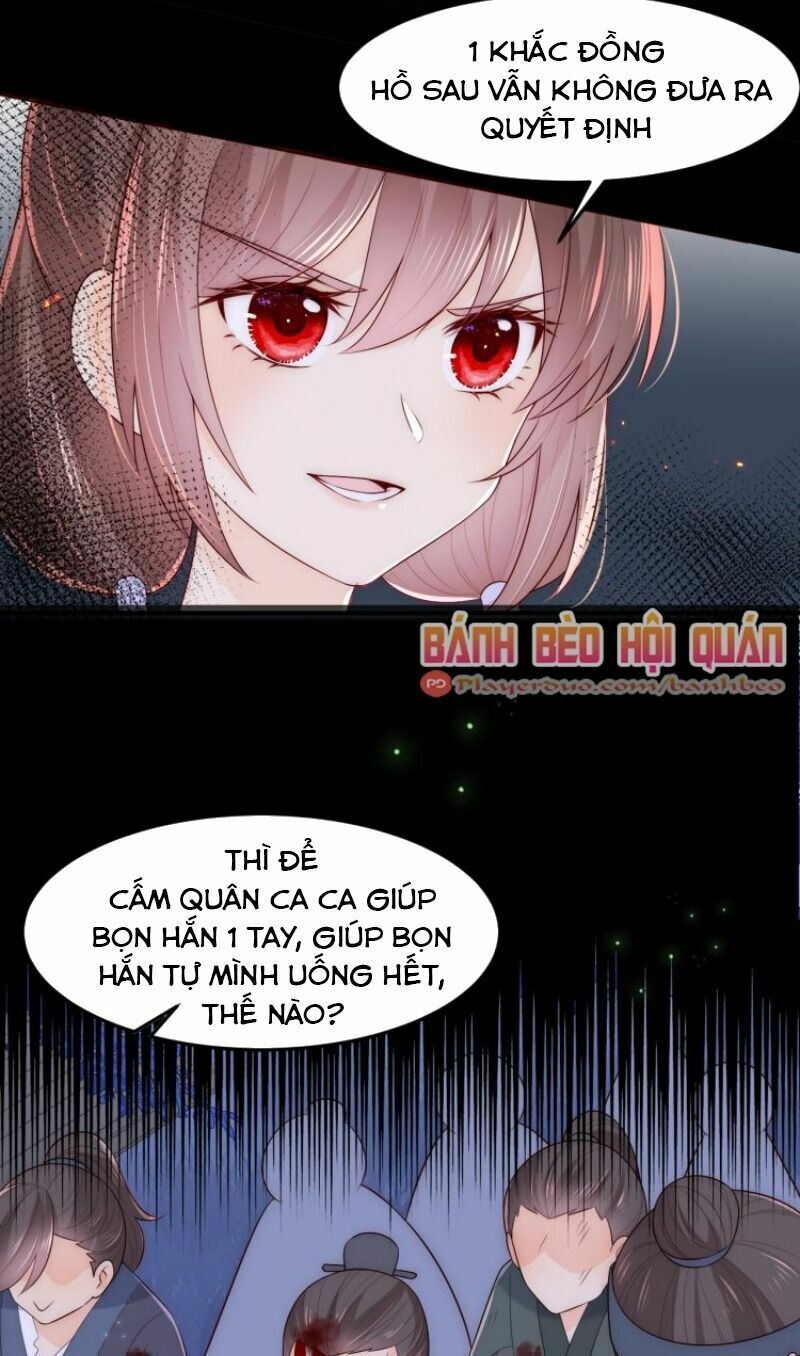 1 KHẮC ĐỒNG
HỒ SAU VẪN KHÔNG ĐƯA RA
QUYẾT ĐỊNH
BÁNH BÈO HỘI QUÁN
PD Playerduo.com/banhbeo
THÌ ĐỂ
CẤM QUÂN CA CA GIÚP
BỌN HẮN 1 TAY, GIÚP BỌN
HẮN TỰ MÌNH UỐNG HẾT,
THẾ NÀO?